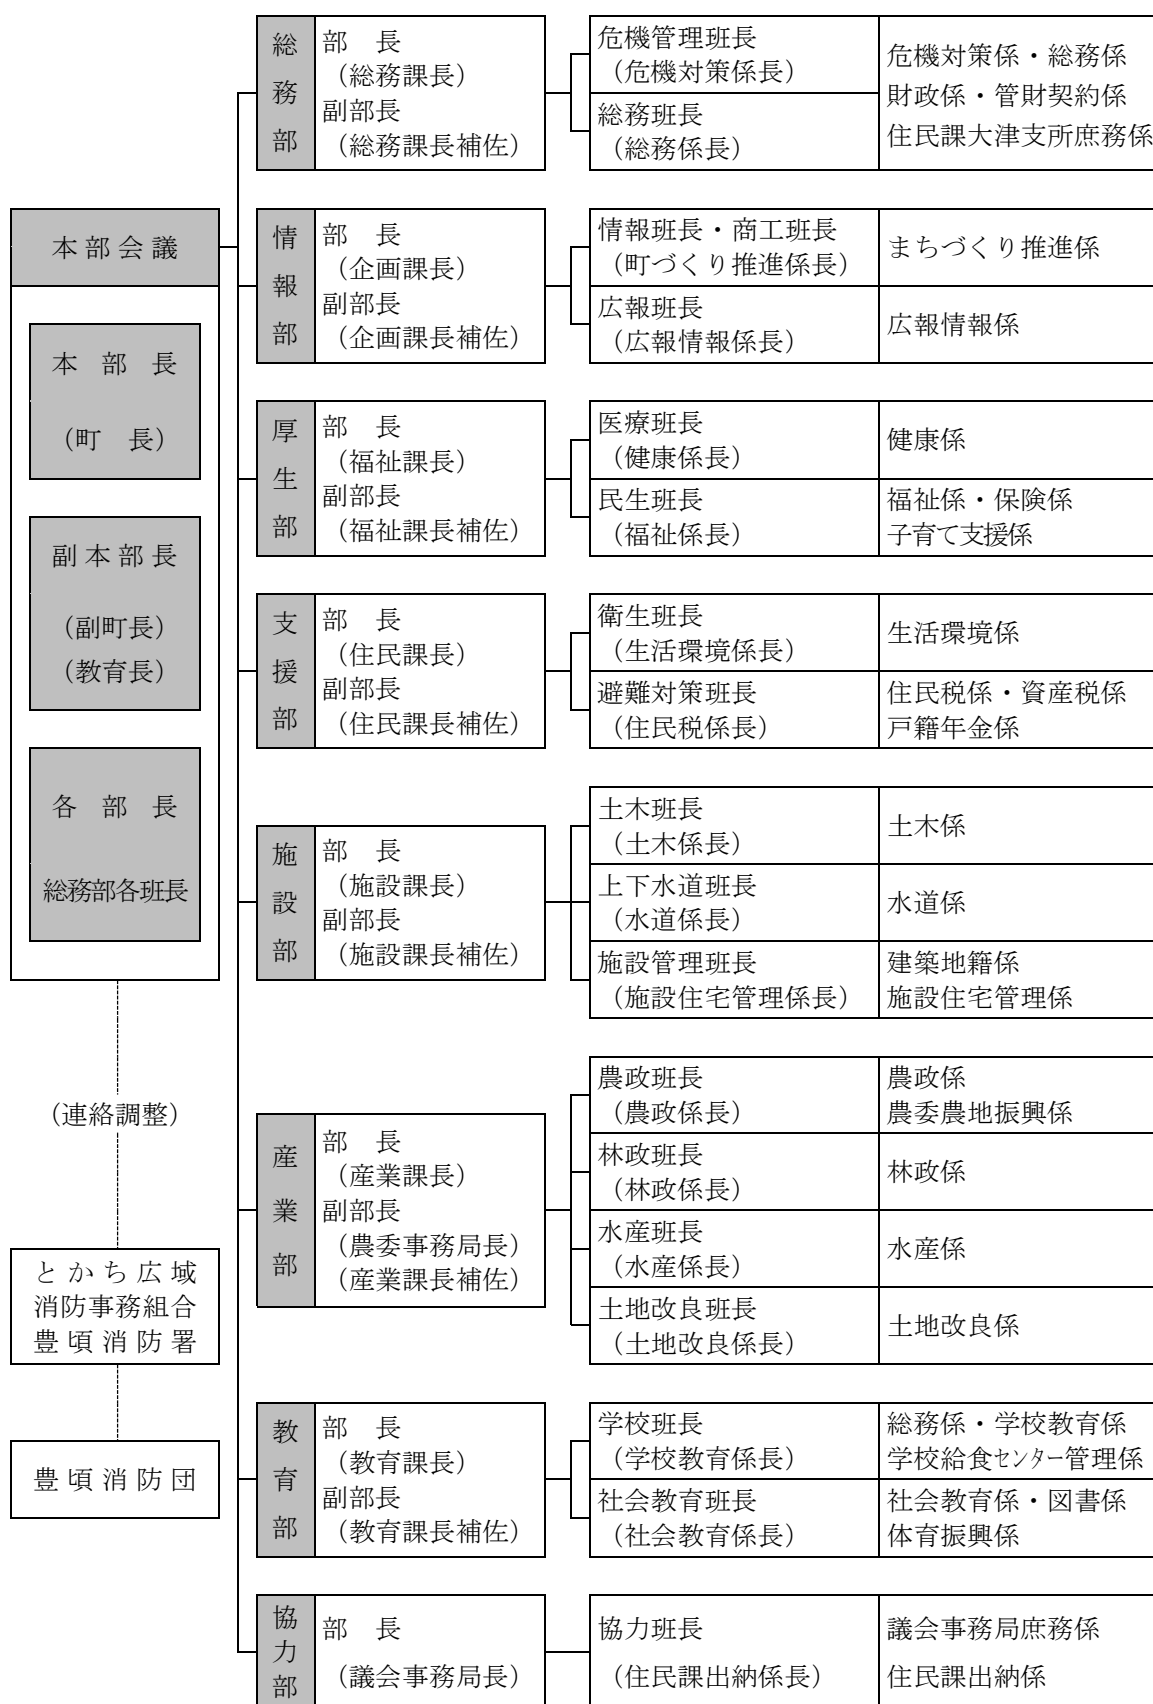 本部会議
本　部　長
（町　長）
副本部長
（副町長）
（教育長）
各　部　長
総務部各班長
（連絡調整）
とかち広域
消防事務組合
豊頃消防署
豊頃消防団
総務部
部　長
（総務課長）
副部長
（総務課長補佐）
危機管理班長
（危機対策係長）
総務班長
（総務係長）
危機対策係・総務係
財政係・管財契約係
住民課大津支所庶務係
情報部
部　長
（企画課長）
副部長
（企画課長補佐）
情報班長・商工班長
（町づくり推進係長）
まちづくり推進係
広報班長
（広報情報係長）
広報情報係
厚生部
部　長
（福祉課長）
副部長
（福祉課長補佐）
医療班長
（健康係長）
健康係
民生班長
（福祉係長）
福祉係・保険係
子育て支援係
支援部
部　長
（住民課長）
副部長
（住民課長補佐）
衛生班長
（生活環境係長）
生活環境係
避難対策班長
（住民税係長）
住民税係・資産税係
戸籍年金係
施設部
部　長
（施設課長）
副部長
（施設課長補佐）
土木班長
（土木係長）
土木係
上下水道班長
（水道係長）
水道係
施設管理班長
（施設住宅管理係長）
建築地籍係
施設住宅管理係
産業部
部　長
（産業課長）
副部長
（農委事務局長）
（産業課長補佐）
農政班長
（農政係長）
農政係
農委農地振興係
林政班長
（林政係長）
林政係
水産班長
（水産係長）
水産係
土地改良班長
（土地改良係長）
土地改良係
教育部
部　長
（教育課長）
副部長
（教育課長補佐）
学校班長
（学校教育係長）
総務係・学校教育係
学校給食センター管理係
社会教育班長
（社会教育係長）
社会教育係・図書係
体育振興係
協力部
部　長
（議会事務局長）
協力班長
（住民課出納係長）
議会事務局庶務係
住民課出納係